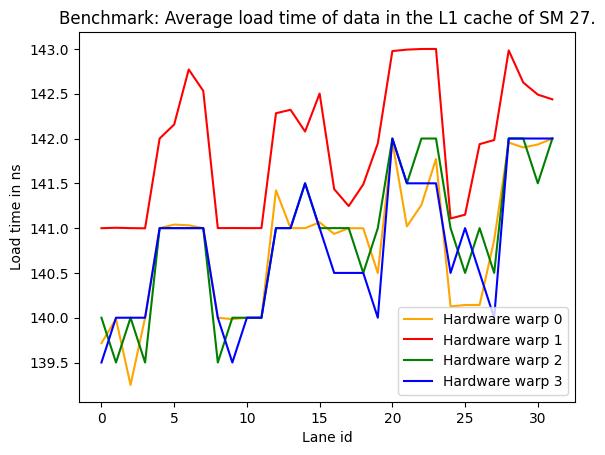 Benchmark: Average load time of data in the L1 cache of SM 27.
Load time in ns
143.0
142.5
142.0
141.5
141.0
140.5
140.0
139.5
0 5 10 15 20 25 30
Lane id
Hardware warp 0
Hardware warp 1
Hardware warp 2
Hardware warp 3